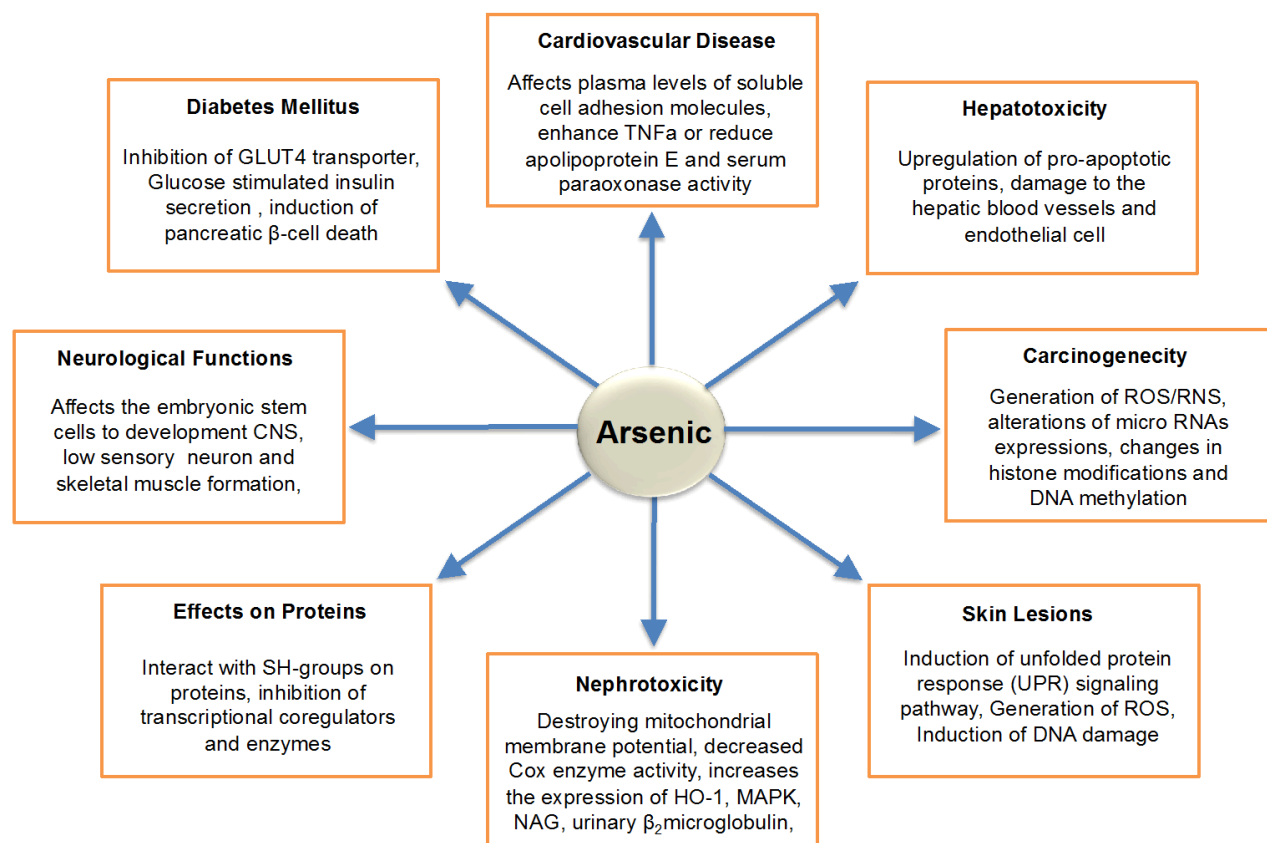 Cardiovascular Disease
Affects plasma levels of soluble
cell adhesion molecules,
enhance TNFa or reduce
apolipoprotein E and serum
paraoxonase activity
Diabetes Mellitus
Inhibition of GLUT4 transporter,
Glucose stimulated insulin
secretion , induction of
pancreatic β-cell death
Hepatotoxicity
Upregulation of pro-apoptotic
proteins, damage to the
hepatic blood vessels and
endothelial cell
Neurological Functions
Affects the embryonic stem
cells to development CNS,
low sensory neuron and
skeletal muscle formation,
Arsenic
Carcinogenecity
Generation of ROS/RNS,
alterations of micro RNAs
expressions, changes in
histone modifications and
DNA methylation
Effects on Proteins
Interact with SH-groups on
proteins, inhibition of
transcriptional coregulators
and enzymes
Nephrotoxicity
Destroying mitochondrial
membrane potential, decreased
Cox enzyme activity, increases
the expression of HO-1, MAPK,
NAG, urinary β₂microglobulin,
Skin Lesions
Induction of unfolded protein
response (UPR) signaling
pathway, Generation of ROS,
Induction of DNA damage